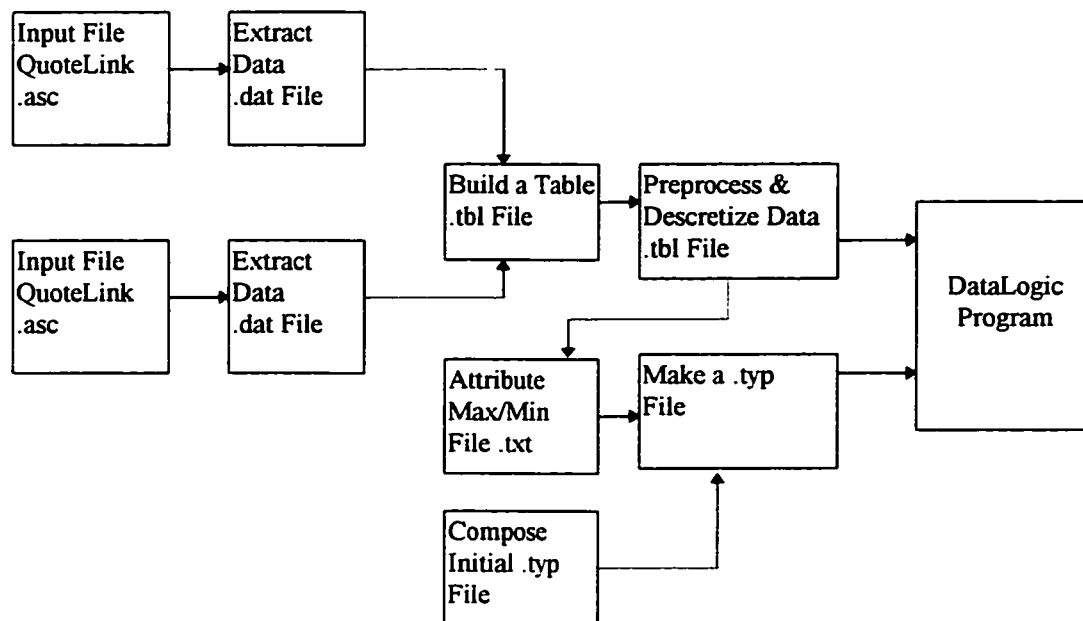 Input File
QuoteLink
.asc
Extract
Data
.dat File
Build a Table
.tbl File
Preprocess &
Descretize Data
.tbl File
Input File
QuoteLink
.asc
Extract
Data
.dat File
DataLogic
Program
Attribute
Max/Min
File .txt
Make a .typ
File
Compose
Initial .typ
File